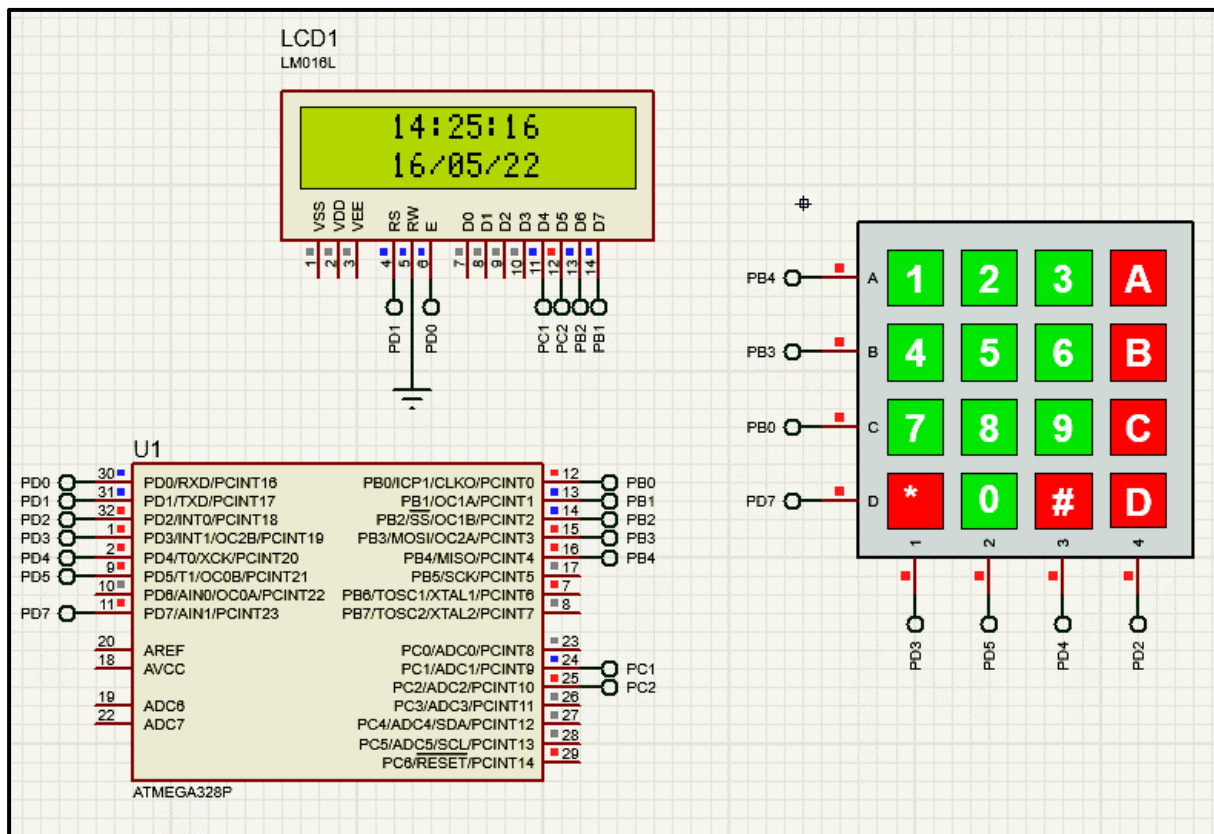 LCD1
LM016L
14:25:16
16/05/22
VSS VDD VEE RS RW E D0 D1 D2 D3 D4 D5 D6 D7
1 2 3 4 5 6 7 8 9 10 11 12 13 14
PD1 PD0 PC1 PC2 PB2 PB1
U1
PD0 30 PD0/RXD/PCINT16 PB0/ICP1/CLKO/PCINT0 12 PB0
PD1 31 PD1/TXD/PCINT17 PB1/OC1A/PCINT1 13 PB1
PD2 32 PD2/INT0/PCINT18 PB2/SS/OC1B/PCINT2 14 PB2
PD3 1 PD3/INT1/OC2B/PCINT19 PB3/MOSI/OC2A/PCINT3 15 PB3
PD4 2 PD4/T0/XCK/PCINT20 PB4/MISO/PCINT4 16 PB4
PD5 9 PD5/T1/OC0B/PCINT21 PB5/SCK/PCINT5 17
10 PD6/AIN0/OC0A/PCINT22 PB6/TOSC1/XTAL1/PCINT6 7
PD7 11 PD7/AIN1/PCINT23 PB7/TOSC2/XTAL2/PCINT7 8
20 AREF PC0/ADC0/PCINT8 23
18 AVCC PC1/ADC1/PCINT9 24 PC1
PC2/ADC2/PCINT10 25 PC2
19 ADC6 PC3/ADC3/PCINT11 26
22 ADC7 PC4/ADC4/SDA/PCINT12 27
PC5/ADC5/SCL/PCINT13 28
PC6/RESET/PCINT14 29
ATMEGA328P
PB4 A 1 2 3 A
PB3 B 4 5 6 B
PB0 C 7 8 9 C
PD7 D * 0 # D
1 2 3 4
PD3 PD5 PD4 PD2